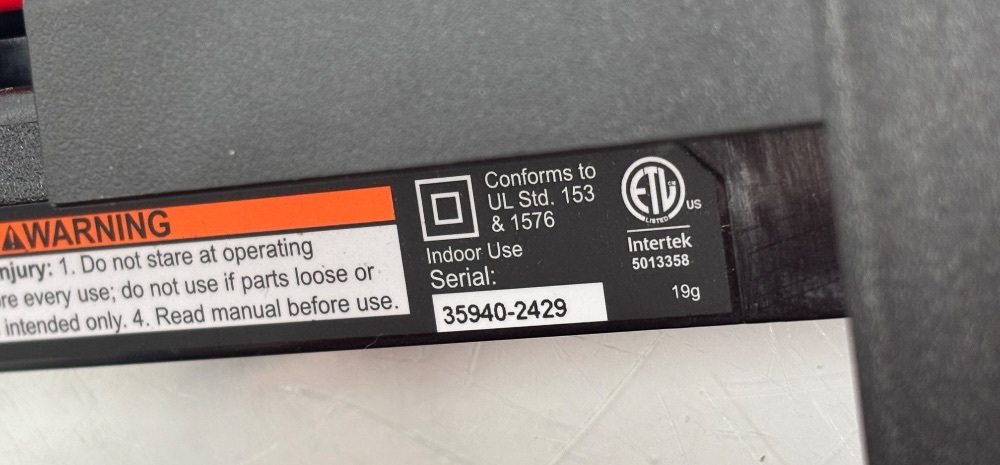 WARNING
njury: 1. Do not stare at operating
re every use; do not use if parts loose or
intended only. 4. Read manual before use.
Conforms to
UL Std. 153
& 1576
Indoor Use
Serial:
35940-2429
ETL
LISTED
US
Intertek
5013358
19g